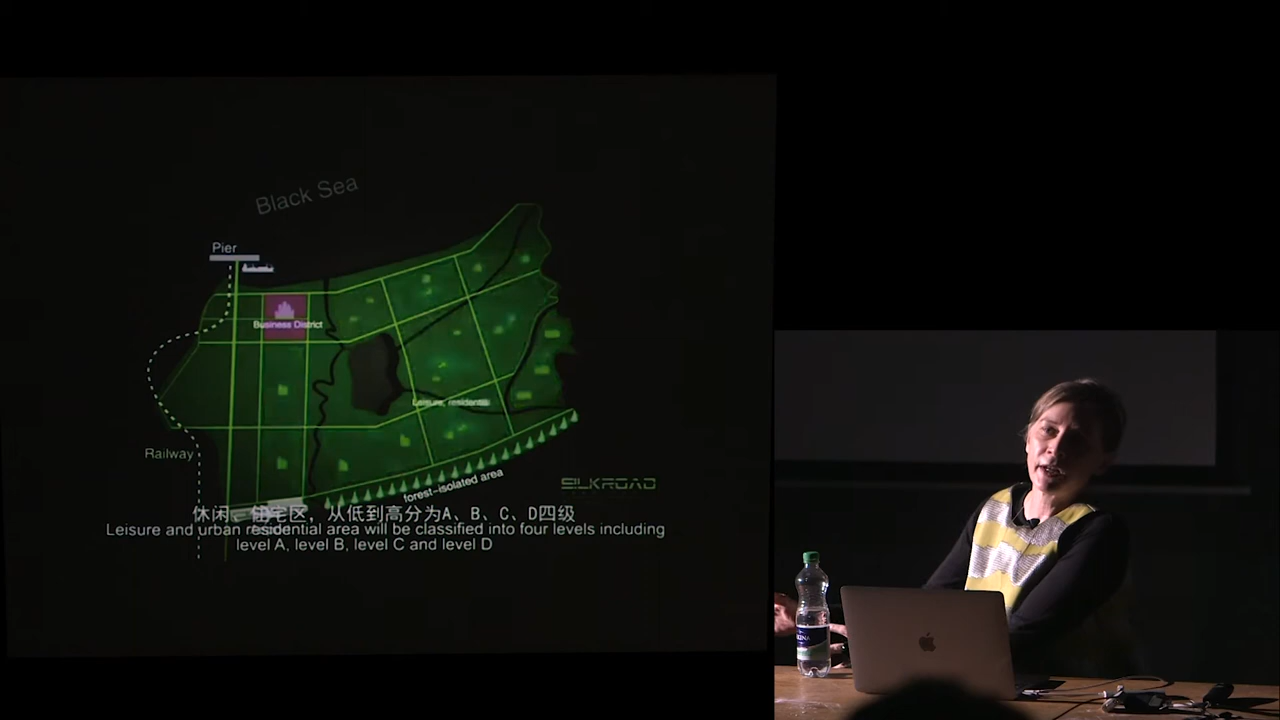 Black Sea
Pier
Business District
Leisure, residential
Railway
forest-isolated area
SILKROAD
休闲、住宅区，从低到高分为A、B、C、D四级
Leisure and urban residential area will be classified into four levels including
level A, level B, level C and level D